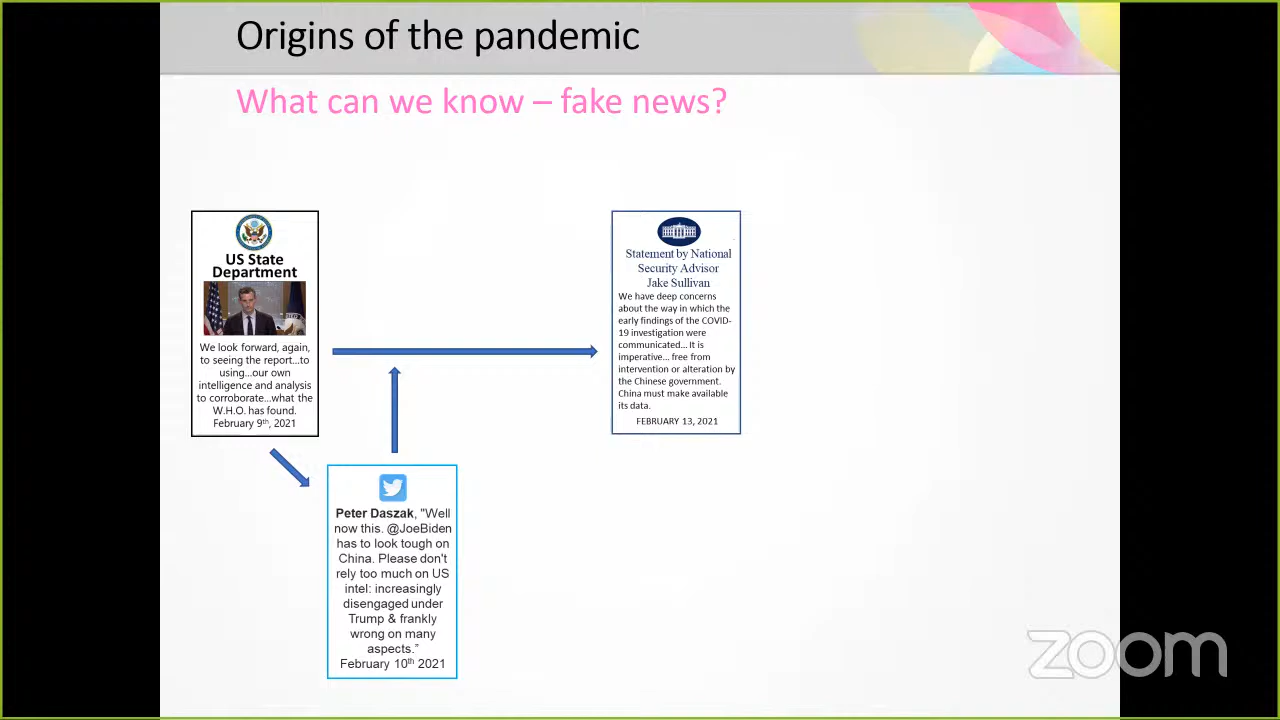 Origins of the pandemic
What can we know – fake news?
US State
Department
We look forward, again,
to seeing the report...to
using...our own
intelligence and analysis
to corroborate...what the
W.H.O. has found.
February 9th, 2021
Peter Daszak, "Well
now this. @JoeBiden
has to look tough on
China. Please don't
rely too much on US
intel: increasingly
disengaged under
Trump & frankly
wrong on many
aspects."
February 10th 2021
Statement by National
Security Advisor
Jake Sullivan
We have deep concerns
about the way in which the
early findings of the COVID-
19 investigation were
communicated... It is
imperative... free from
intervention or alteration by
the Chinese government.
China must make available
its data.
FEBRUARY 13, 2021
zoom